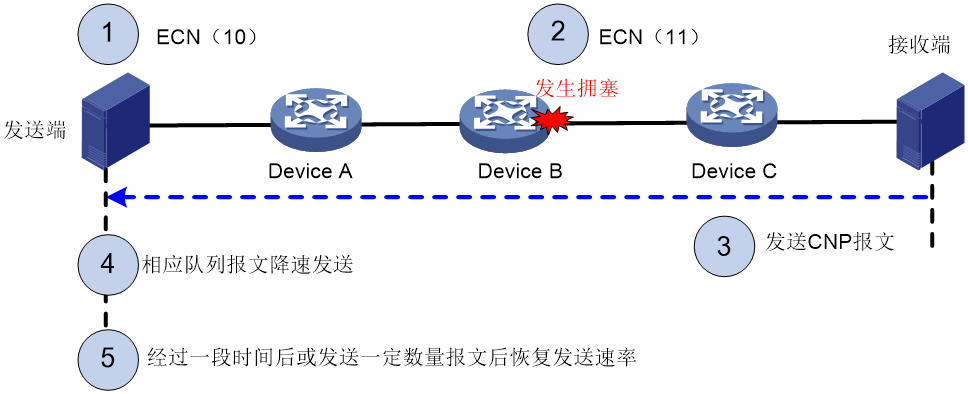 1
ECN（10）
2
ECN（11）
接收端
发生拥塞
发送端
Device A
Device B
Device C
3
发送CNP报文
4
相应队列报文降速发送
5
经过一段时间后或发送一定数量报文后恢复发送速率